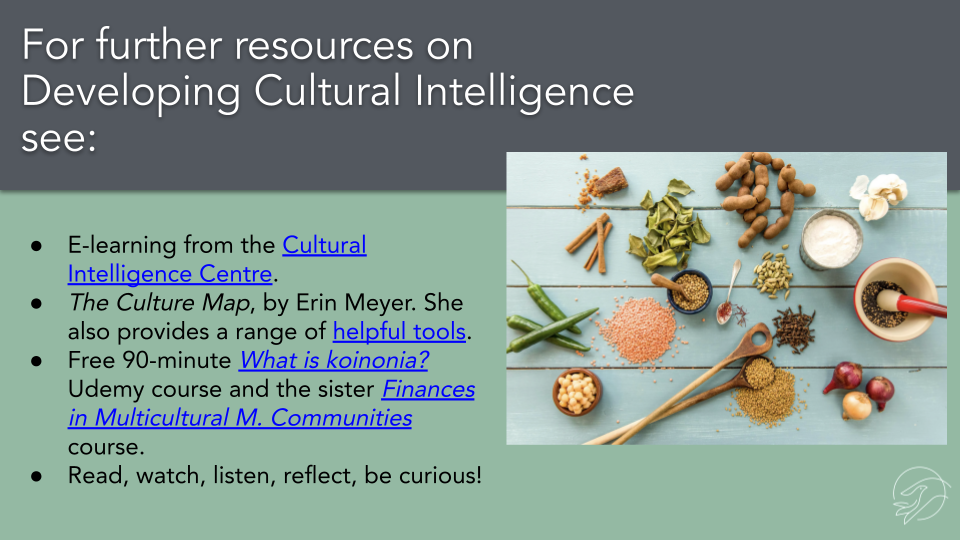 For further resources on
Developing Cultural Intelligence
see:
● E-learning from the Cultural
Intelligence Centre.
● The Culture Map, by Erin Meyer. She
also provides a range of helpful tools.
● Free 90-minute What is koinonia?
Udemy course and the sister Finances
in Multicultural M. Communities
course.
● Read, watch, listen, reflect, be curious!